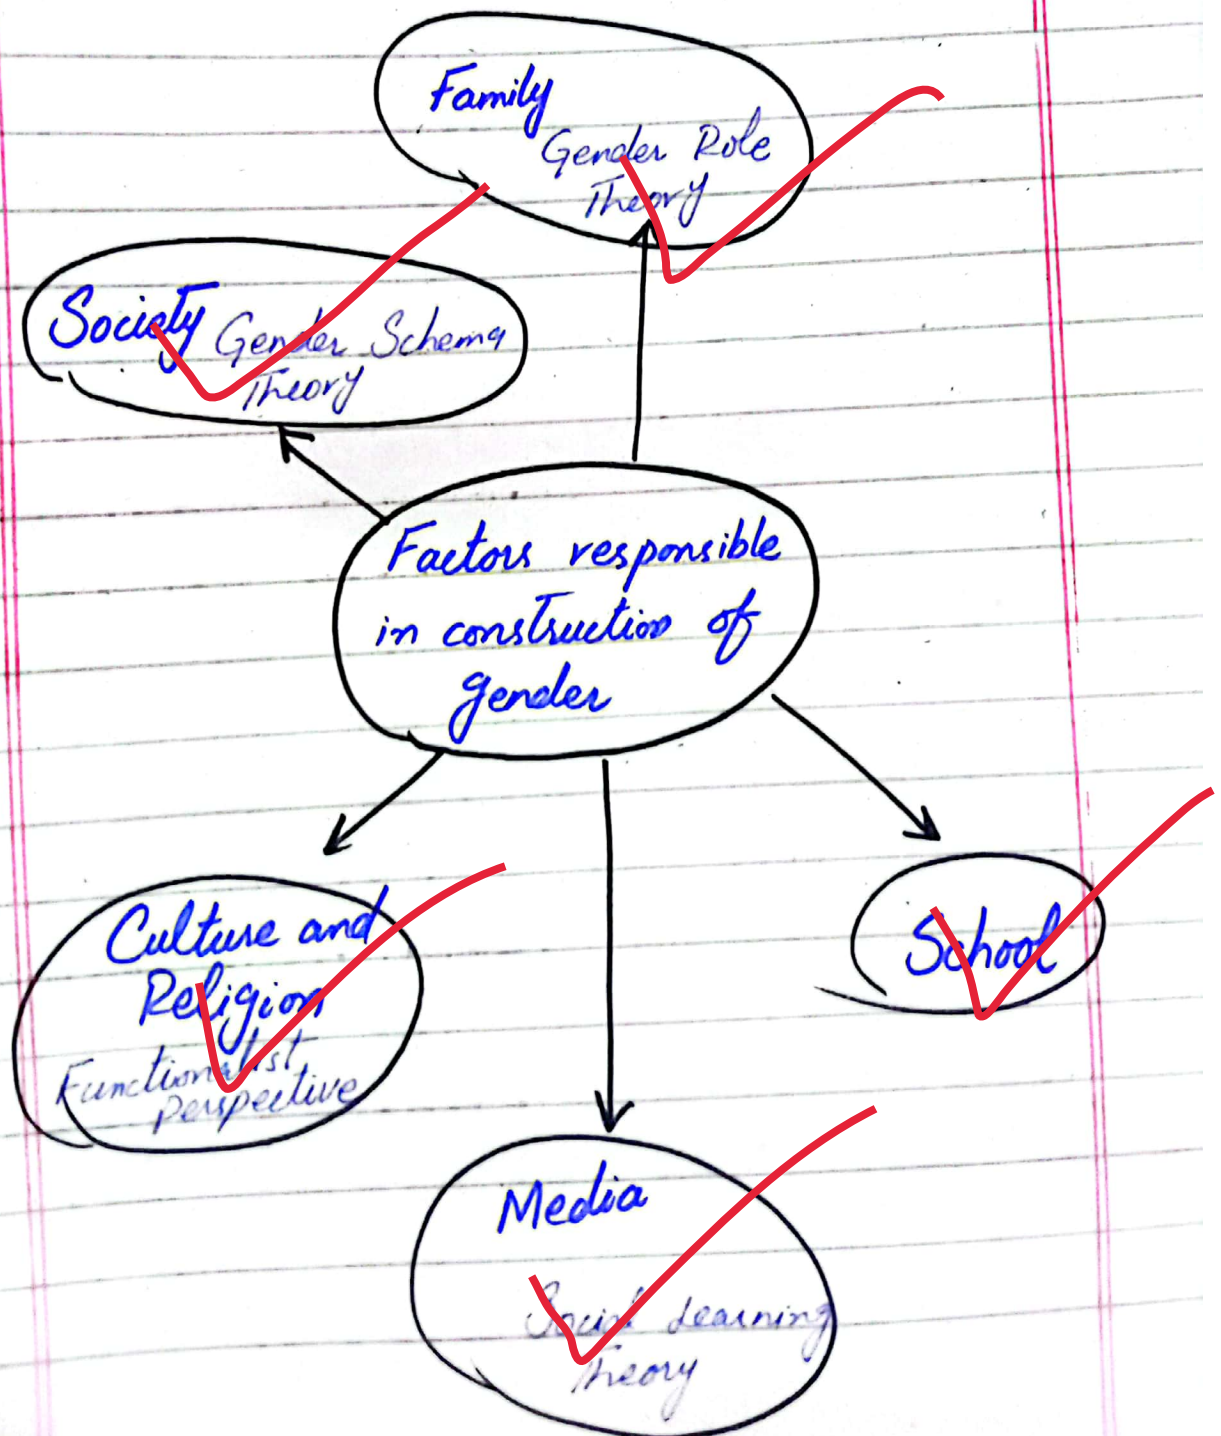 Family
Gender Role
Theory
Society Gender Schema
Theory
Factors responsible
in construction of
gender
Culture and
Religion
Functionalist
Perspective
School
Media
Social Learning
Theory